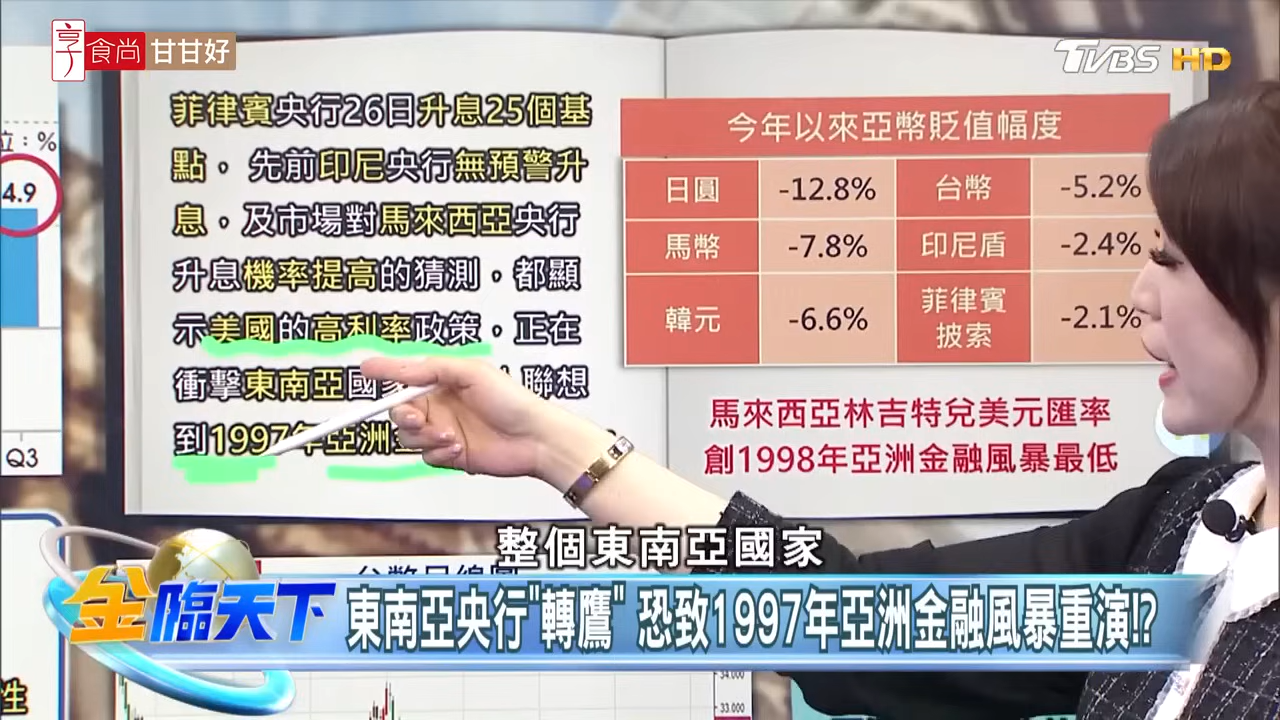 享 食尚 甘甘好
TVBS HD
位：%
4.9
Q3
菲律賓央行26日升息25個基
點， 先前印尼央行無預警升
息，及市場對馬來西亞央行
升息機率提高的猜測，都顯
示美國的高利率政策，正在
衝擊東南亞國
聯想
到1997年亞洲
今年以來亞幣貶值幅度
日圓 -12.8% 台幣 -5.2%
馬幣 -7.8% 印尼盾 -2.4%
韓元 -6.6% 菲律賓披索 -2.1%
馬來西亞林吉特兌美元匯率
創1998年亞洲金融風暴最低
整個東南亞國家
金臨天下
東南亞央行"轉鷹" 恐致1997年亞洲金融風暴重演!?
性
34.000
33.000